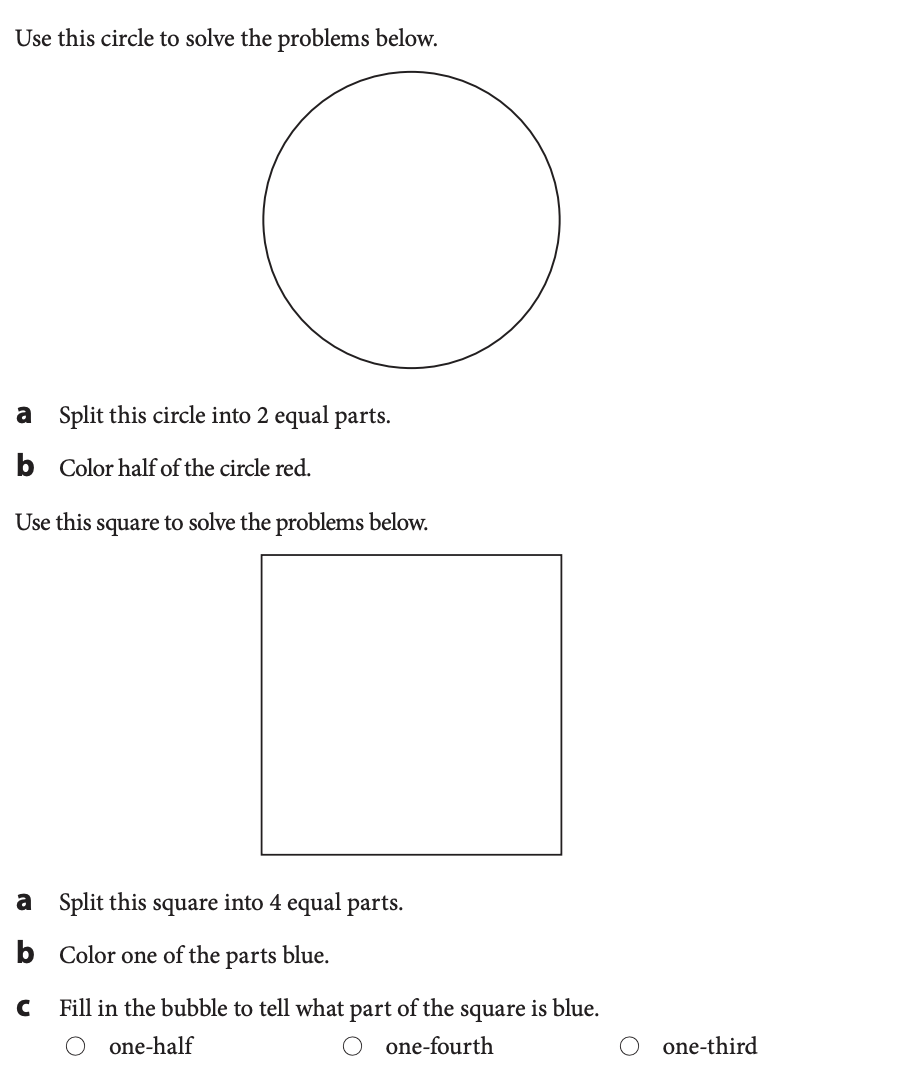 Use this circle to solve the problems below.
a Split this circle into 2 equal parts.
b Color half of the circle red.
Use this square to solve the problems below.
a Split this square into 4 equal parts.
b Color one of the parts blue.
c Fill in the bubble to tell what part of the square is blue.
one-half one-fourth one-third